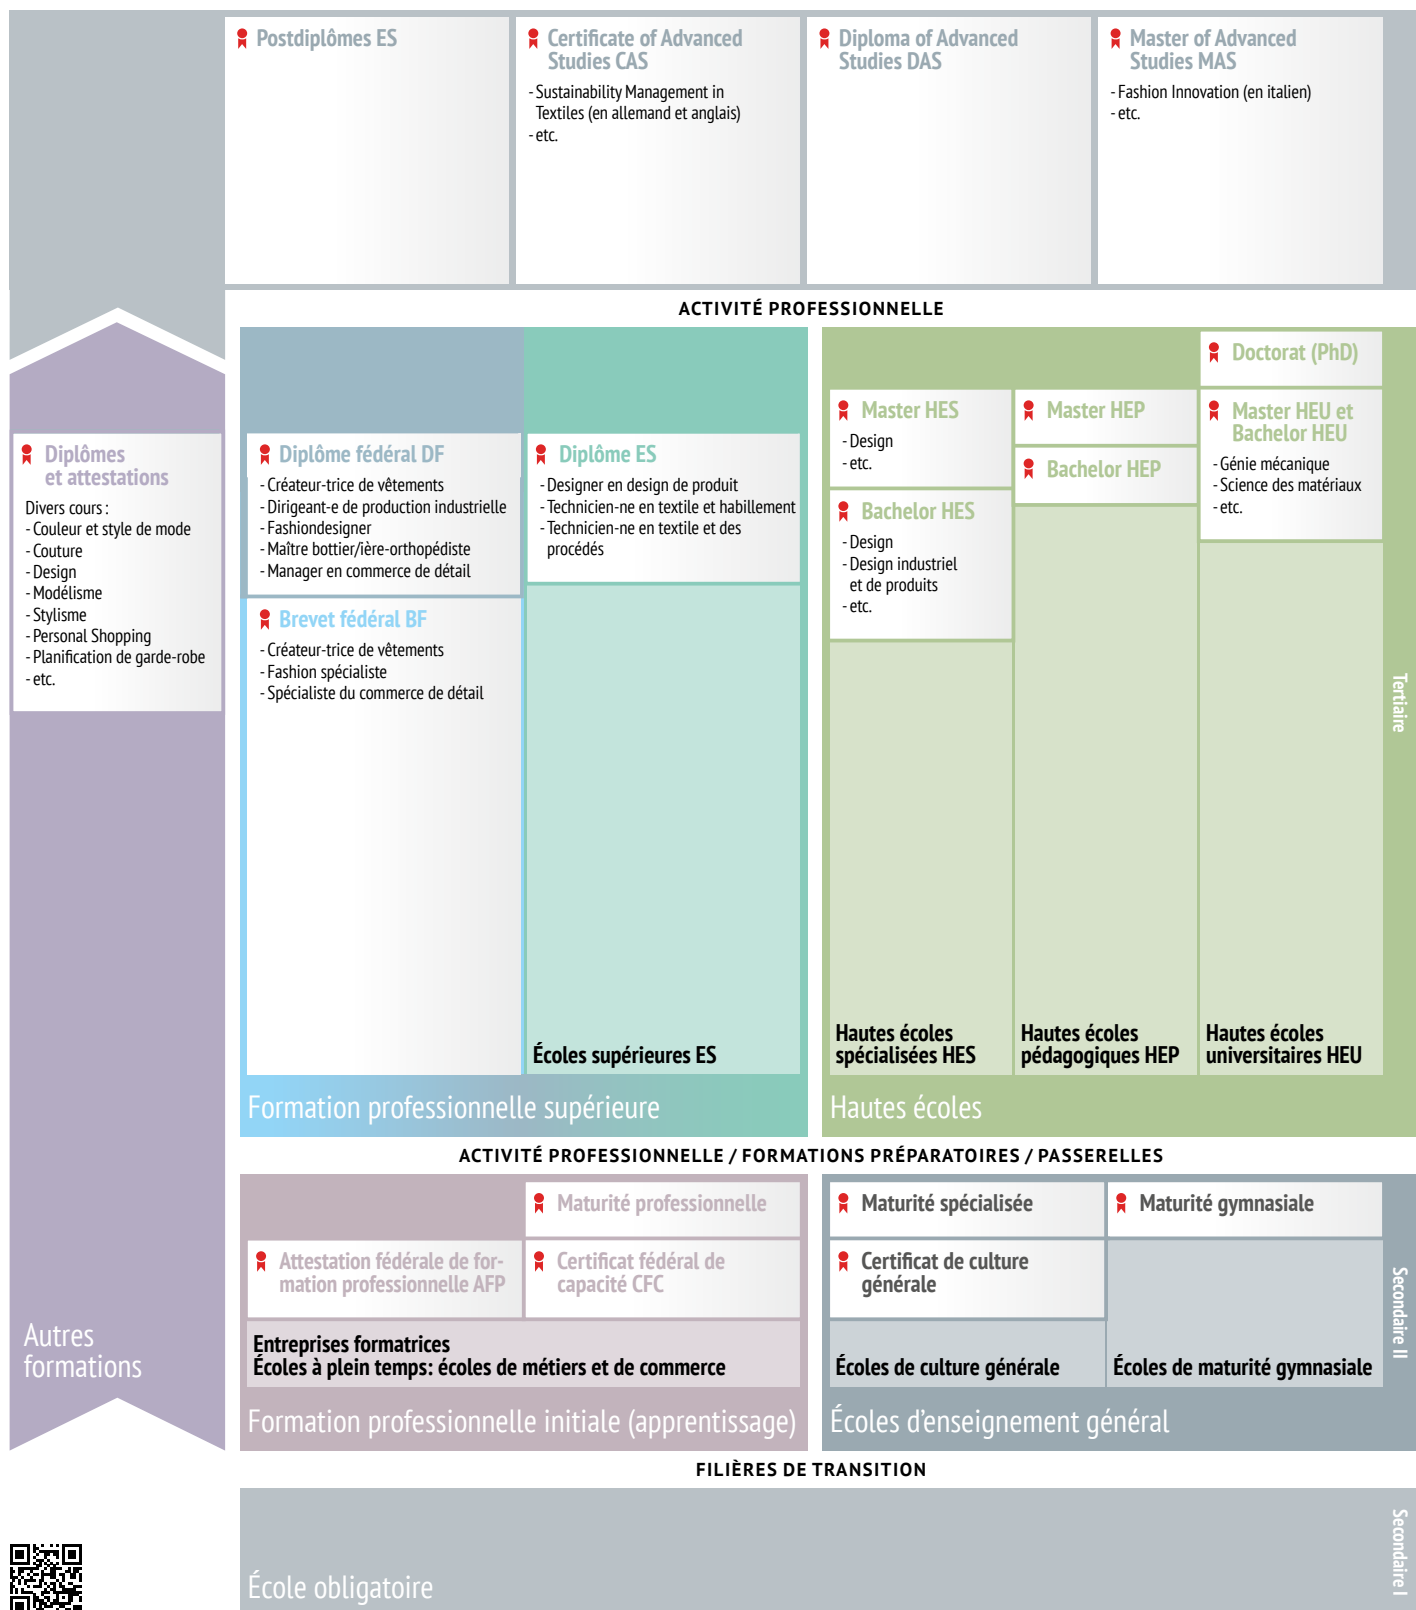 Postdiplômes ES
Certificate of Advanced
Studies CAS
- Sustainability Management in
Textiles (en allemand et anglais)
- etc.
Diploma of Advanced
Studies DAS
Master of Advanced
Studies MAS
- Fashion Innovation (en italien)
- etc.
ACTIVITÉ PROFESSIONNELLE
Diplômes
et attestations
Divers cours :
- Couleur et style de mode
- Couture
- Design
- Modélisme
- Stylisme
- Personal Shopping
- Planification de garde-robe
- etc.
Diplôme fédéral DF
- Créateur-trice de vêtements
- Dirigeant-e de production industrielle
- Fashiondesigner
- Maître bottier/ière-orthopédiste
- Manager en commerce de détail
Brevet fédéral BF
- Créateur-trice de vêtements
- Fashion spécialiste
- Spécialiste du commerce de détail
Diplôme ES
- Designer en design de produit
- Technicien-ne en textile et habillement
- Technicien-ne en textile et des
procédés
Écoles supérieures ES
Formation professionnelle supérieure
Master HES
- Design
- etc.
Bachelor HES
- Design
- Design industriel
et de produits
- etc.
Hautes écoles
spécialisées HES
Master HEP
Bachelor HEP
Hautes écoles
pédagogiques HEP
Doctorat (PhD)
Master HEU et
Bachelor HEU
- Génie mécanique
- Science des matériaux
- etc.
Hautes écoles
universitaires HEU
Hautes écoles
Tertiaire
ACTIVITÉ PROFESSIONNELLE / FORMATIONS PRÉPARATOIRES / PASSERELLES
Autres
formations
Maturité professionnelle
Attestation fédérale de for-
mation professionnelle AFP
Certificat fédéral de
capacité CFC
Entreprises formatrices
Écoles à plein temps: écoles de métiers et de commerce
Formation professionnelle initiale (apprentissage)
Maturité spécialisée
Certificat de culture
générale
Écoles de culture générale
Maturité gymnasiale
Écoles de maturité gymnasiale
Écoles d’enseignement général
Secondaire II
FILIÈRES DE TRANSITION
École obligatoire
Secondaire I